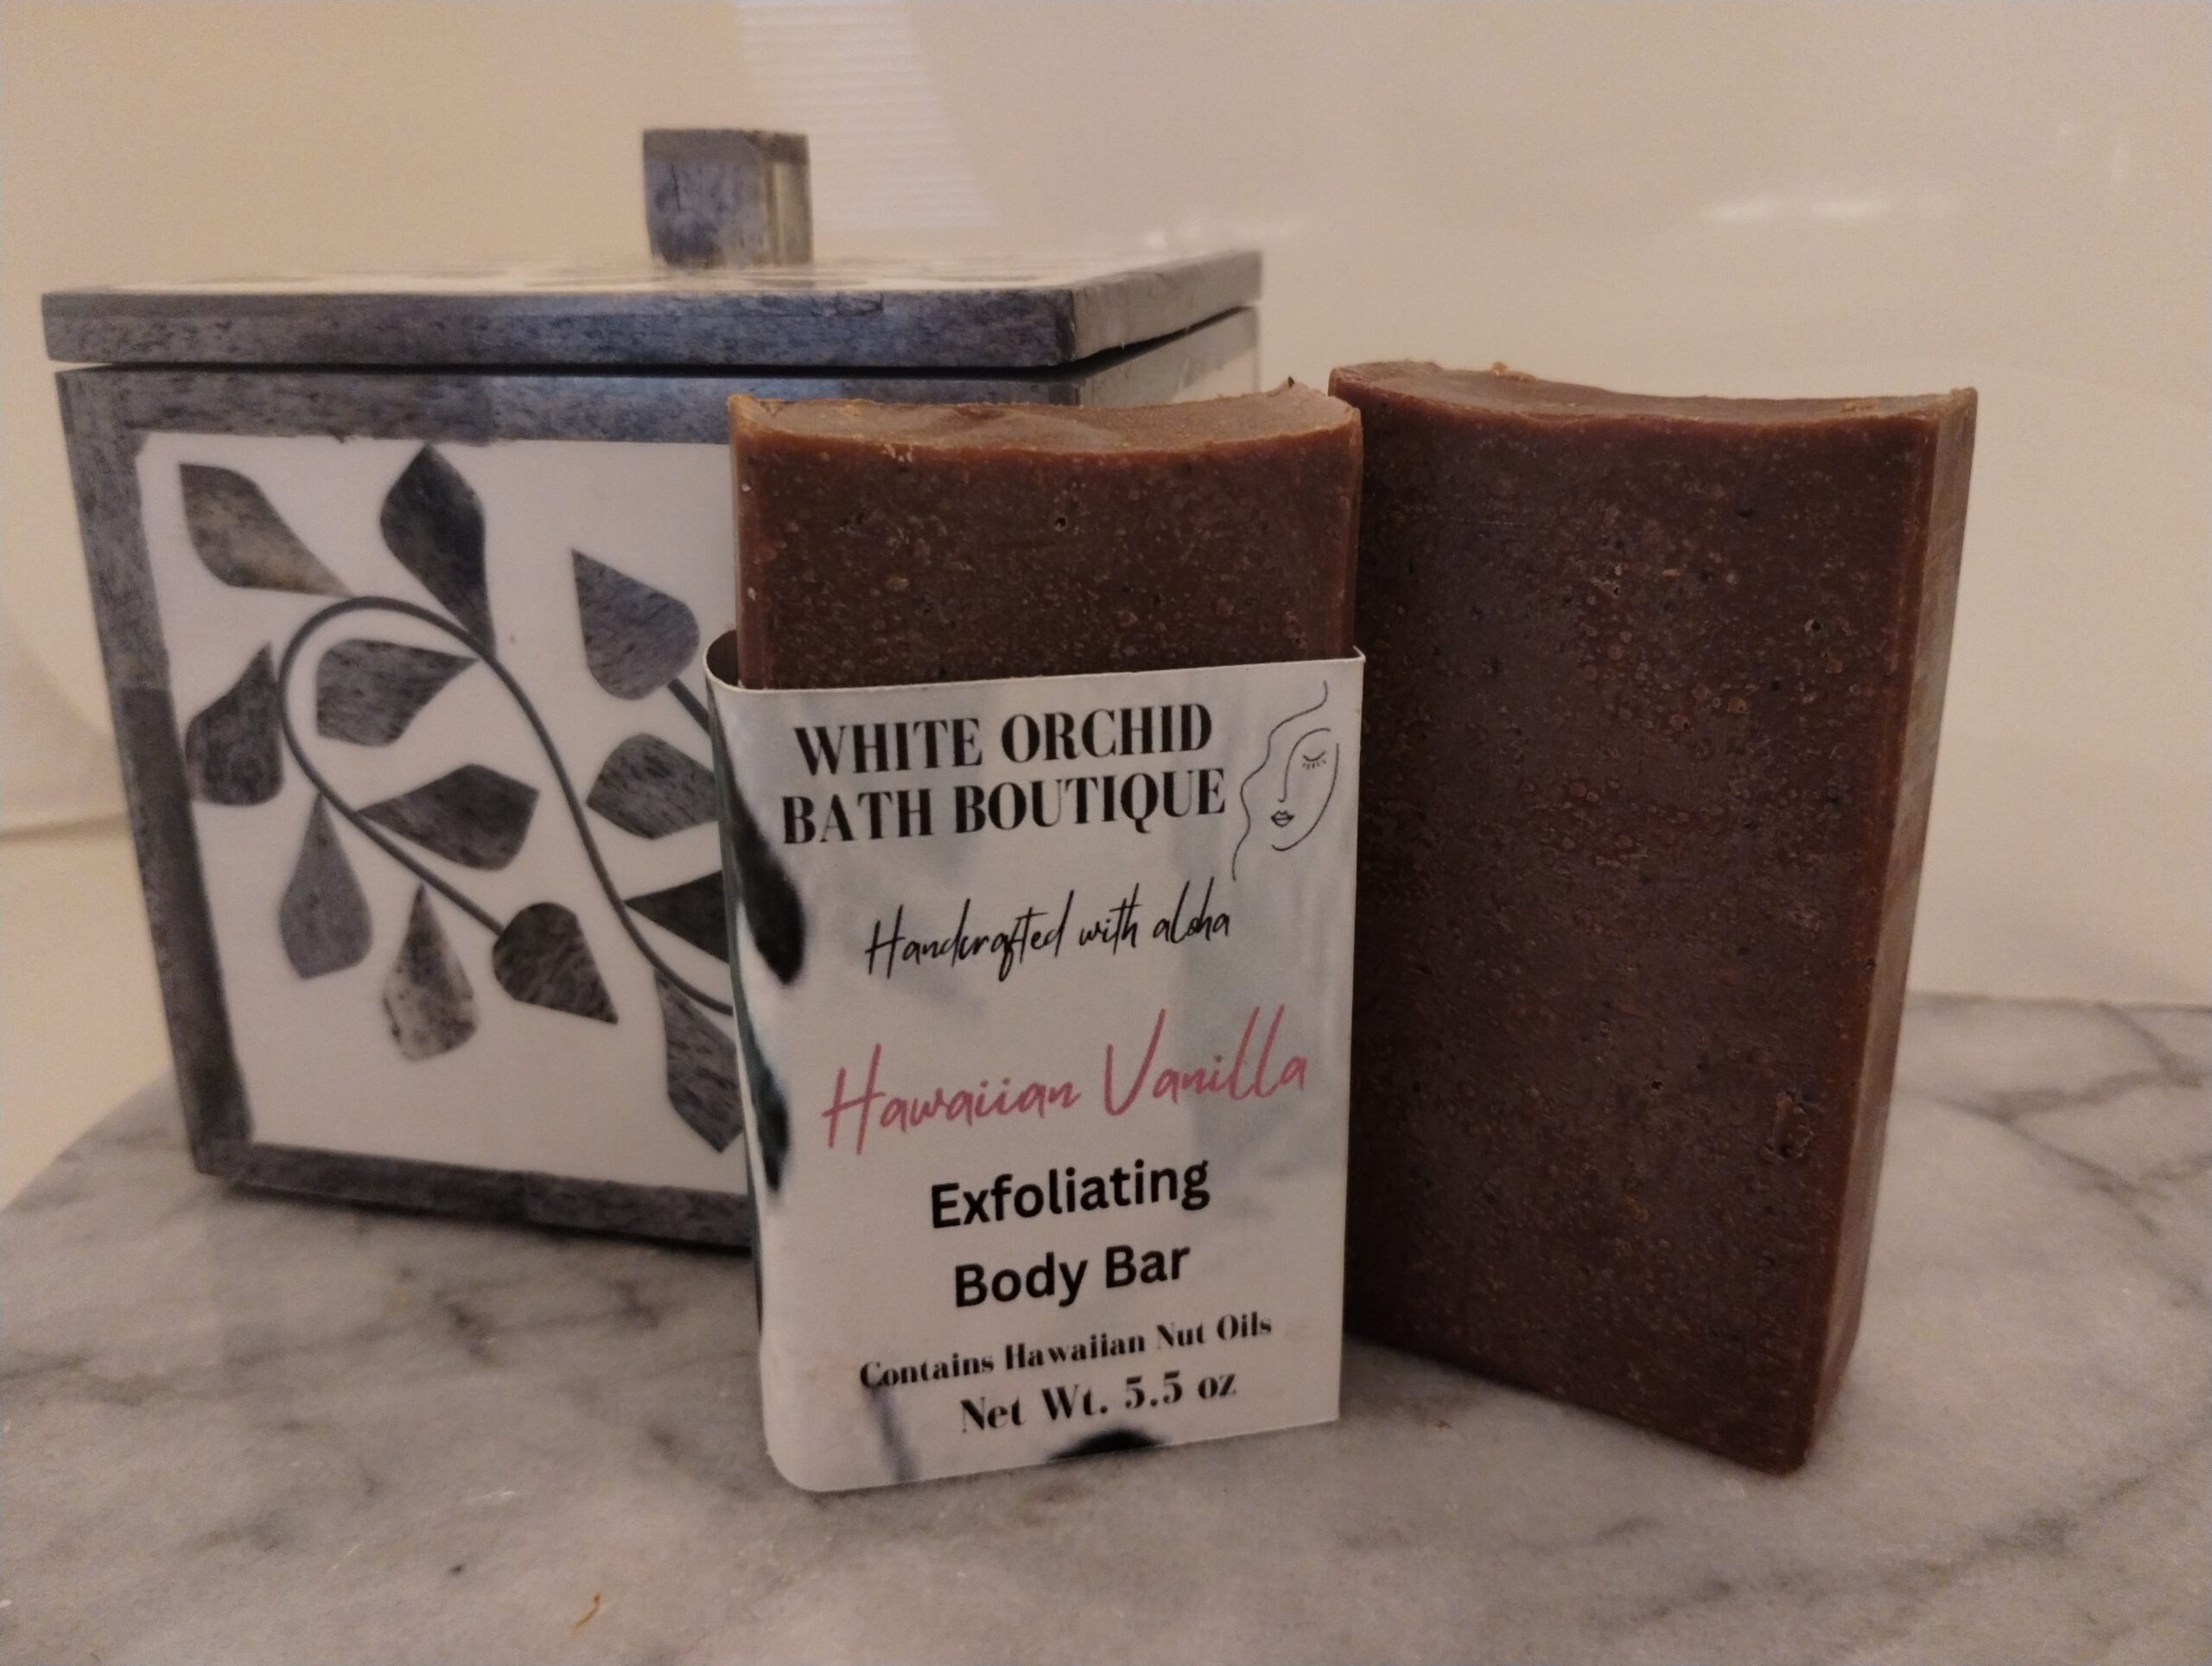 WHITE ORCHID
BATH BOUTIQUE
Handcrafted with aloha
Hawaiian Vanilla
Exfoliating
Body Bar
Contains Hawaiian Nut Oils
Net Wt. 5.5 oz